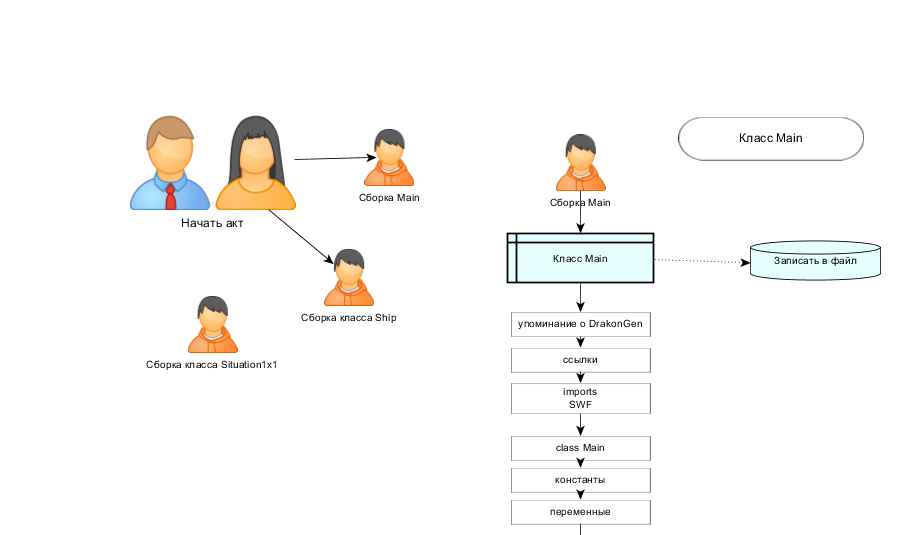 Начать акт
Сборка Main
Сборка класса Ship
Сборка класса Situation1x1
Сборка Main
Класс Main
Класс Main
Записать в файл
упоминание о DrakonGen
ссылки
imports
SWF
class Main
константы
переменные